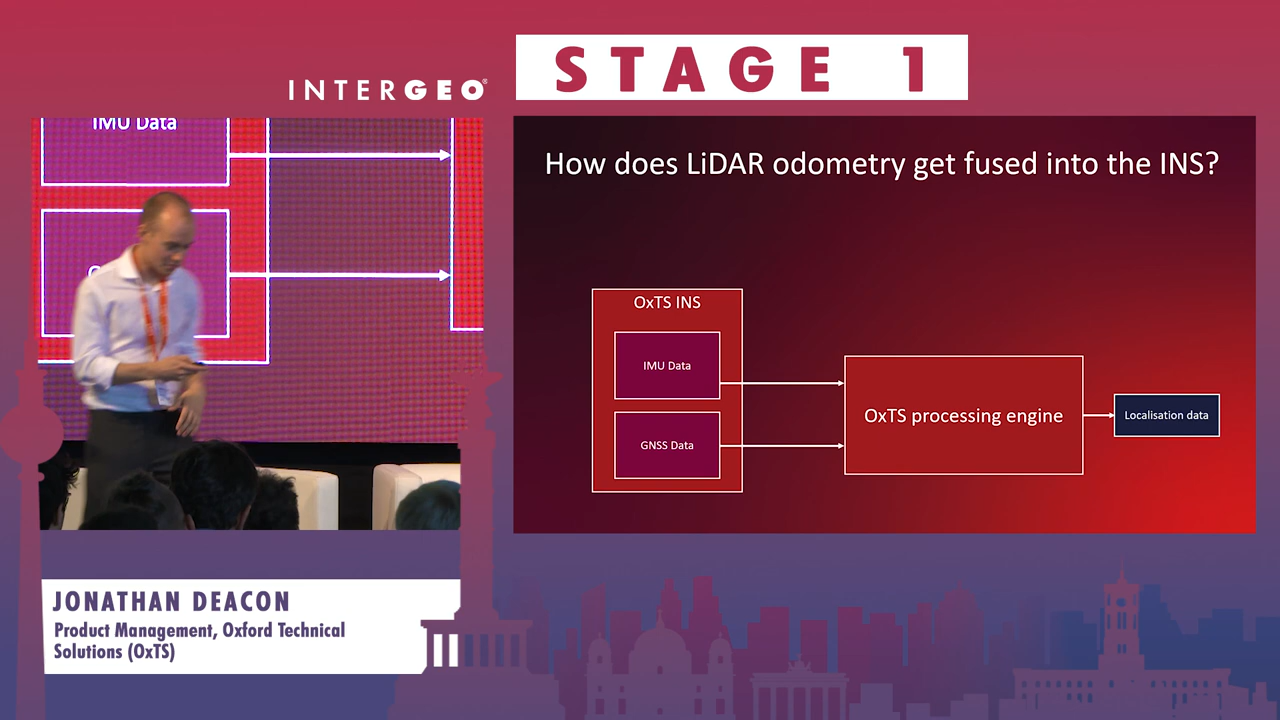 STAGE 1
INTERGEO®
IMU Data
How does LiDAR odometry get fused into the INS?
OxTS INS
IMU Data
GNSS Data
OxTS processing engine
Localisation data
JONATHAN DEACON
Product Management, Oxford Technical
Solutions (OxTS)